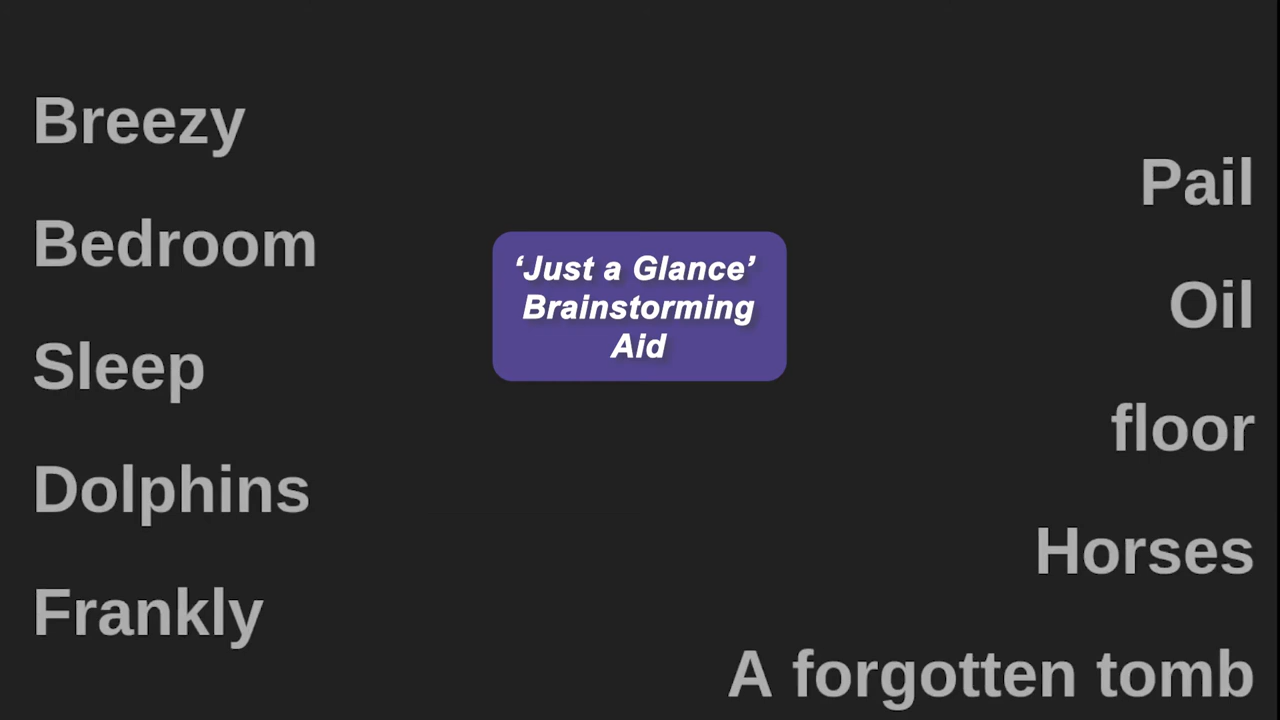 Breezy
Bedroom
Sleep
Dolphins
Frankly
‘Just a Glance’
Brainstorming
Aid
Pail
Oil
floor
Horses
A forgotten tomb